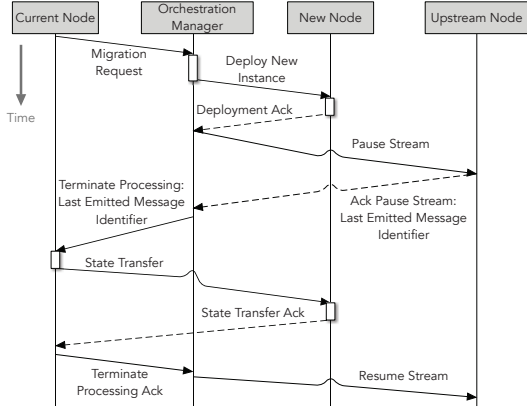 Current Node
Orchestration
Manager
New Node
Upstream Node
Migration
Request
Deploy New
Instance
Time
Deployment Ack
Pause Stream
Terminate Processing:
Last Emitted Message
Identifier
Ack Pause Stream:
Last Emitted Message
Identifier
State Transfer
State Transfer Ack
Terminate
Processing Ack
Resume Stream